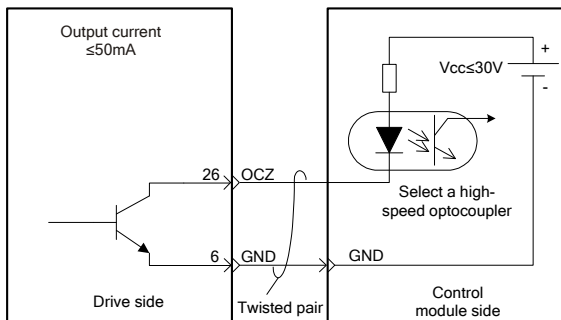 Output current
≤50mA
26
OCZ
6
GND
Drive side
Twisted pair
+
Vcc≤30V
-
Select a high-
speed optocoupler
GND
Control
module side